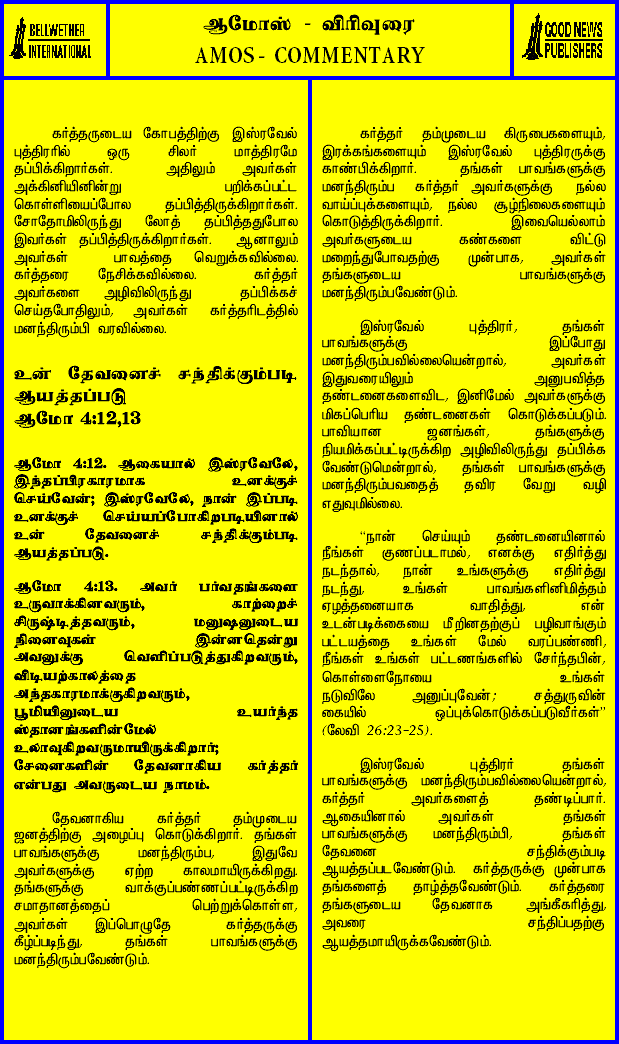 BELLWETHER
INTERNATIONAL
ஆமோஸ் - விரிவுரை
AMOS - COMMENTARY
GOOD NEWS
PUBLISHERS
கர்த்தருடைய கோபத்திற்கு இஸ்ரவேல்
புத்திரரில் ஒரு சிலர் மாத்திரமே
தப்பிக்கிறார்கள். அதிலும் அவர்கள்
அக்கினியினின்று பறிக்கப்பட்ட
கொள்ளியைப்போல தப்பித்திருக்கிறார்கள்.
சோதோமிலிருந்து லோத் தப்பித்ததுபோல
இவர்கள் தப்பித்திருக்கிறார்கள். ஆனாலும்
அவர்கள் பாவத்தை வெறுக்கவில்லை.
கர்த்தரை நேசிக்கவில்லை. கர்த்தர்
அவர்களை அழிவிலிருந்து தப்பிக்கச்
செய்தபோதிலும், அவர்கள் கர்த்தரிடத்தில்
மனந்திரும்பி வரவில்லை.
உன் தேவனைச் சந்திக்கும்படி
ஆயத்தப்படு
ஆமோ 4:12,13
ஆமோ 4:12. ஆகையால் இஸ்ரவேலே,
இந்தப்பிரகாரமாக உனக்குச்
செய்வேன்; இஸ்ரவேலே, நான் இப்படி
உனக்குச் செய்யப்போகிறபடியினால்
உன் தேவனைச் சந்திக்கும்படி
ஆயத்தப்படு.
ஆமோ 4:13. அவர் பர்வதங்களை
உருவாக்கினவரும், காற்றைச்
சிருஷ்டித்தவரும், மனுஷனுடைய
நினைவுகள் இன்னதென்று
அவனுக்கு வெளிப்படுத்துகிறவரும்,
விடியற்காலத்தை
அந்தகாரமாக்குகிறவரும்,
பூமியினுடைய உயர்ந்த
ஸ்தானங்களின்மேல்
உலாவுகிறவருமாயிருக்கிறார்;
சேனைகளின் தேவனாகிய கர்த்தர்
என்பது அவருடைய நாமம்.
தேவனாகிய கர்த்தர் தம்முடைய
ஜனத்திற்கு அழைப்பு கொடுக்கிறார். தங்கள்
பாவங்களுக்கு மனந்திரும்ப, இதுவே
அவர்களுக்கு ஏற்ற காலமாயிருக்கிறது.
தங்களுக்கு வாக்குப்பண்ணப்பட்டிருக்கிற
சமாதானத்தைப் பெற்றுக்கொள்ள,
அவர்கள் இப்பொழுதே கர்த்தருக்கு
கீழ்ப்படிந்து, தங்கள் பாவங்களுக்கு
மனந்திரும்பவேண்டும்.
கர்த்தர் தம்முடைய கிருபைகளையும்,
இரக்கங்களையும் இஸ்ரவேல் புத்திரருக்கு
காண்பிக்கிறார். தங்கள் பாவங்களுக்கு
மனந்திரும்ப கர்த்தர் அவர்களுக்கு நல்ல
வாய்ப்புக்களையும், நல்ல சூழ்நிலைகளையும்
கொடுத்திருக்கிறார். இவையெல்லாம்
அவர்களுடைய கண்களை விட்டு
மறைந்துபோவதற்கு முன்பாக, அவர்கள்
தங்களுடைய பாவங்களுக்கு
மனந்திரும்பவேண்டும்.
இஸ்ரவேல் புத்திரர், தங்கள்
பாவங்களுக்கு இப்போது
மனந்திரும்பவில்லையென்றால், அவர்கள்
இதுவரையிலும் அனுபவித்த
தண்டனைகளைவிட, இனிமேல் அவர்களுக்கு
மிகப்பெரிய தண்டனைகள் கொடுக்கப்படும்.
பாவியான ஜனங்கள், தங்களுக்கு
நியமிக்கப்பட்டிருக்கிற அழிவிலிருந்து தப்பிக்க
வேண்டுமென்றால், தங்கள் பாவங்களுக்கு
மனந்திரும்பவதைத் தவிர வேறு வழி
எதுவுமில்லை.
"நான் செய்யும் தண்டனையினால்
நீங்கள் குணப்படாமல், எனக்கு எதிர்த்து
நடந்தால், நான் உங்களுக்கு எதிர்த்து
நடந்து, உங்கள் பாவங்களினிமித்தம்
ஏழத்தனையாக வாதித்து, என்
உடன்படிக்கையை மீறினதற்குப் பழிவாங்கும்
பட்டயத்தை உங்கள் மேல் வரப்பண்ணி,
நீங்கள் உங்கள் பட்டணங்களில் சேர்ந்தபின்,
கொள்ளைநோயை உங்கள்
நடுவிலே அனுப்புவேன்; சத்துருவின்
கையில் ஒப்புக்கொடுக்கப்படுவீர்கள்"
(லேவி 26:23-25).
இஸ்ரவேல் புத்திரர் தங்கள்
பாவங்களுக்கு மனந்திரும்பவில்லையென்றால்,
கர்த்தர் அவர்களைத் தண்டிப்பார்.
ஆகையினால் அவர்கள் தங்கள்
பாவங்களுக்கு மனந்திரும்பி, தங்கள்
தேவனை சந்திக்கும்படி
ஆயத்தப்படவேண்டும். கர்த்தருக்கு முன்பாக
தங்களைத் தாழ்த்தவேண்டும். கர்த்தரை
தங்களுடைய தேவனாக அங்கீகரித்து,
அவரை சந்திப்பதற்கு
ஆயத்தமாயிருக்கவேண்டும்.